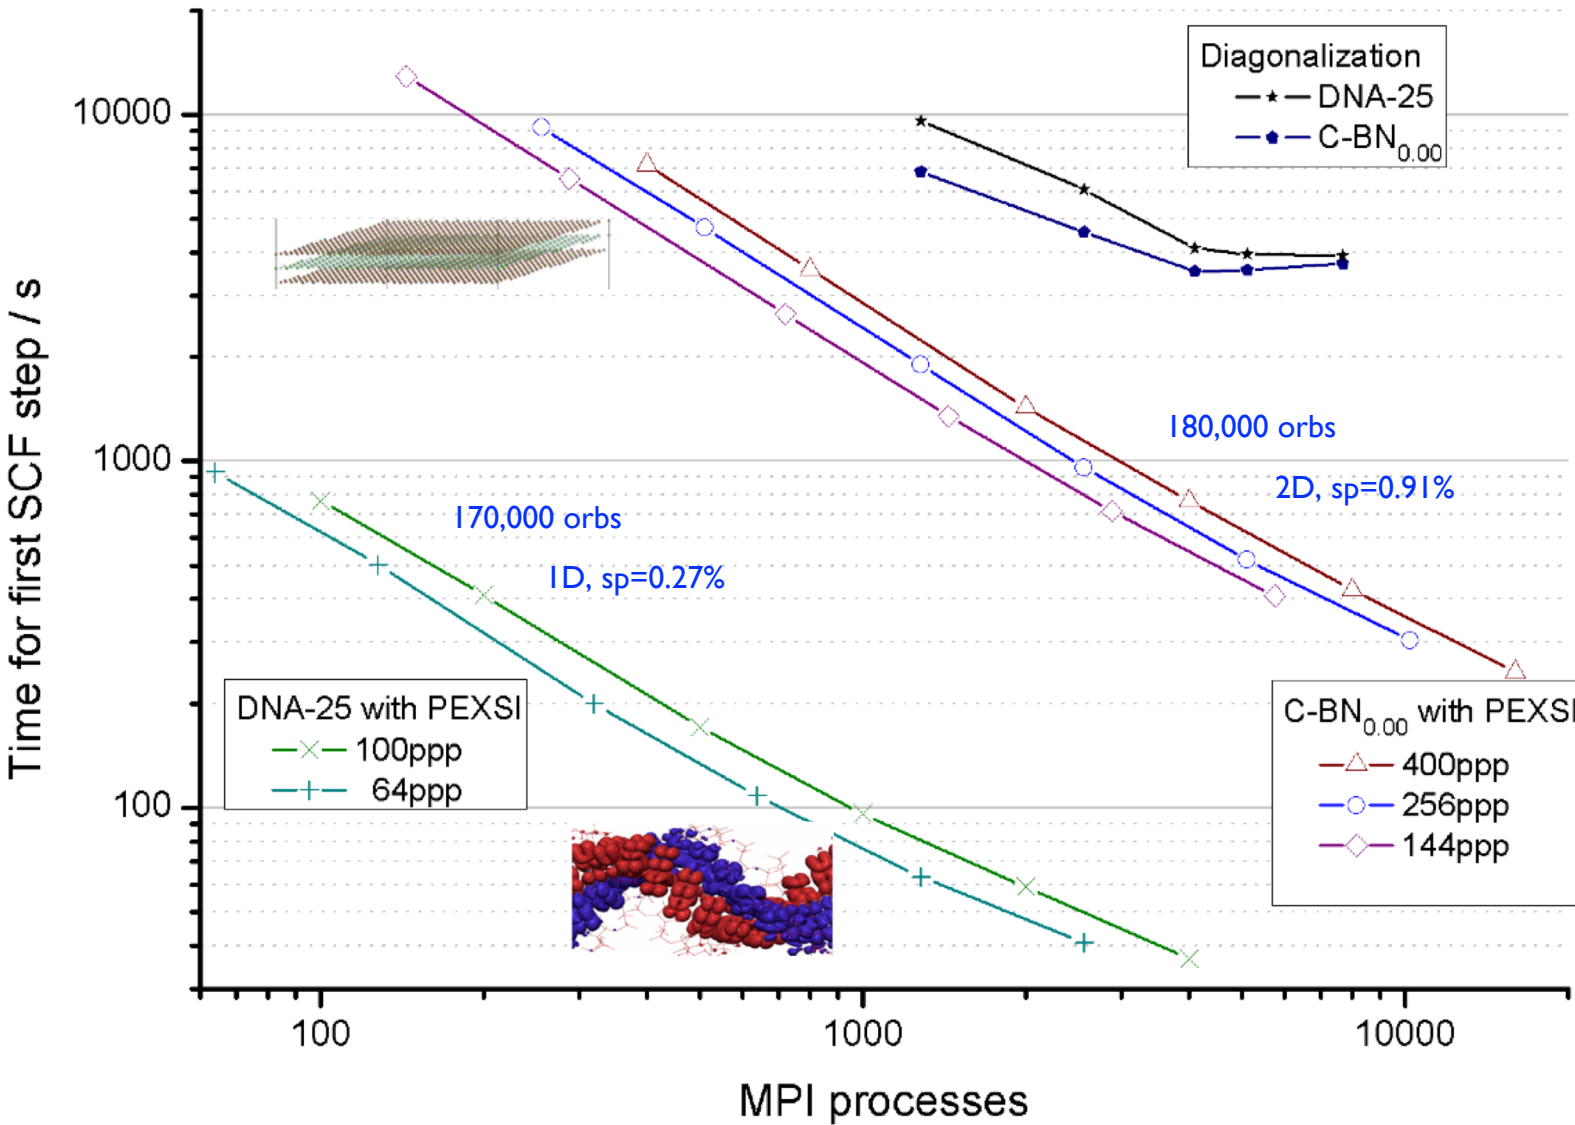 Time for first SCF step / s
10000
1000
100
Diagonalization
DNA-25
C-BN0.00
180,000 orbs
2D, sp=0.91%
170,000 orbs
1D, sp=0.27%
DNA-25 with PEXSI
100ppp
64ppp
C-BN0.00 with PEXSI
400ppp
256ppp
144ppp
100
1000
10000
MPI processes